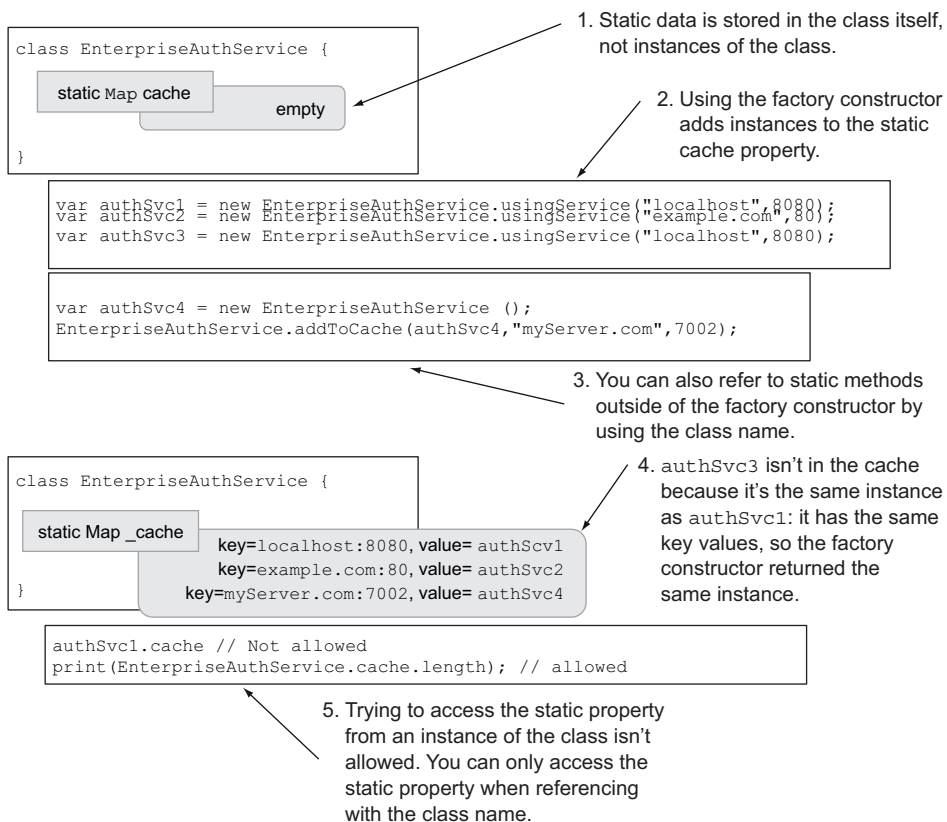 1. Static data is stored in the class itself,
not instances of the class.
class EnterpriseAuthService {
static Map cache
empty
}
2. Using the factory constructor
adds instances to the static
cache property.
var authSvc1 = new EnterpriseAuthService.usingService("localhost",8080);
var authSvc2 = new EnterpriseAuthService.usingService("example.com",80);
var authSvc3 = new EnterpriseAuthService.usingService("localhost",8080);
var authSvc4 = new EnterpriseAuthService ();
EnterpriseAuthService.addToCache(authSvc4,"myServer.com",7002);
3. You can also refer to static methods
outside of the factory constructor by
using the class name.
class EnterpriseAuthService {
static Map _cache
key=localhost:8080, value= authScv1
key=example.com:80, value= authSvc2
key=myServer.com:7002, value= authSvc4
}
4. authSvc3 isn't in the cache
because it's the same instance
as authSvc1: it has the same
key values, so the factory
constructor returned the
same instance.
authSvc1.cache // Not allowed
print(EnterpriseAuthService.cache.length); // allowed
5. Trying to access the static property
from an instance of the class isn't
allowed. You can only access the
static property when referencing
with the class name.